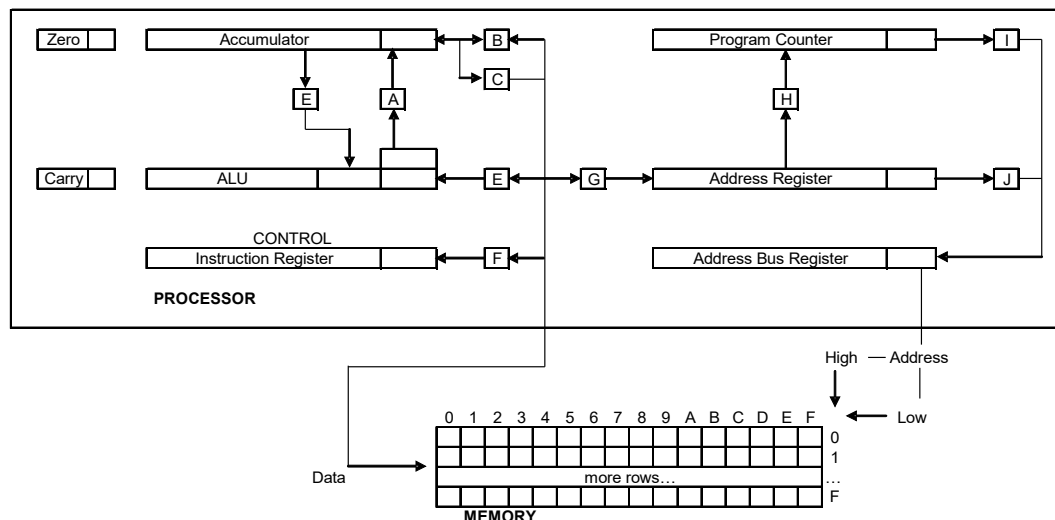 Zero Accumulator B Program Counter I
C
E A H
Carry ALU E G Address Register J
CONTROL
Instruction Register F Address Bus Register
PROCESSOR
High Address
0 1 2 3 4 5 6 7 8 9 A B C D E F Low
0
1
Data more rows… …
F
MEMORY